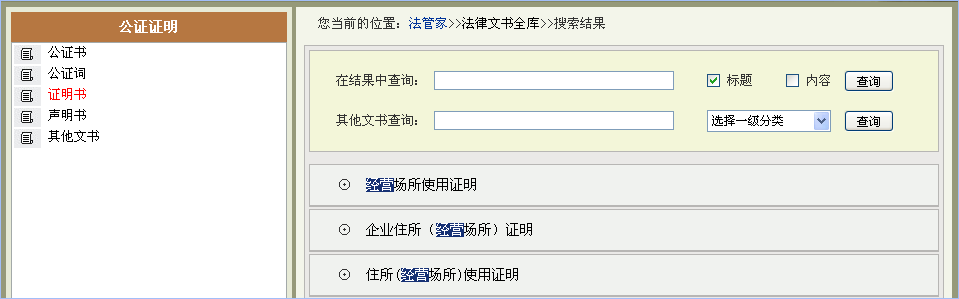 公证证明
公证书
公证词
证明书
声明书
其他文书
您当前的位置：法管家>>法律文书全库>>搜索结果
在结果中查询： 标题 内容 查询
其他文书查询： 选择一级分类 查询
经营场所使用证明
企业住所（经营场所）证明
住所(经营场所)使用证明